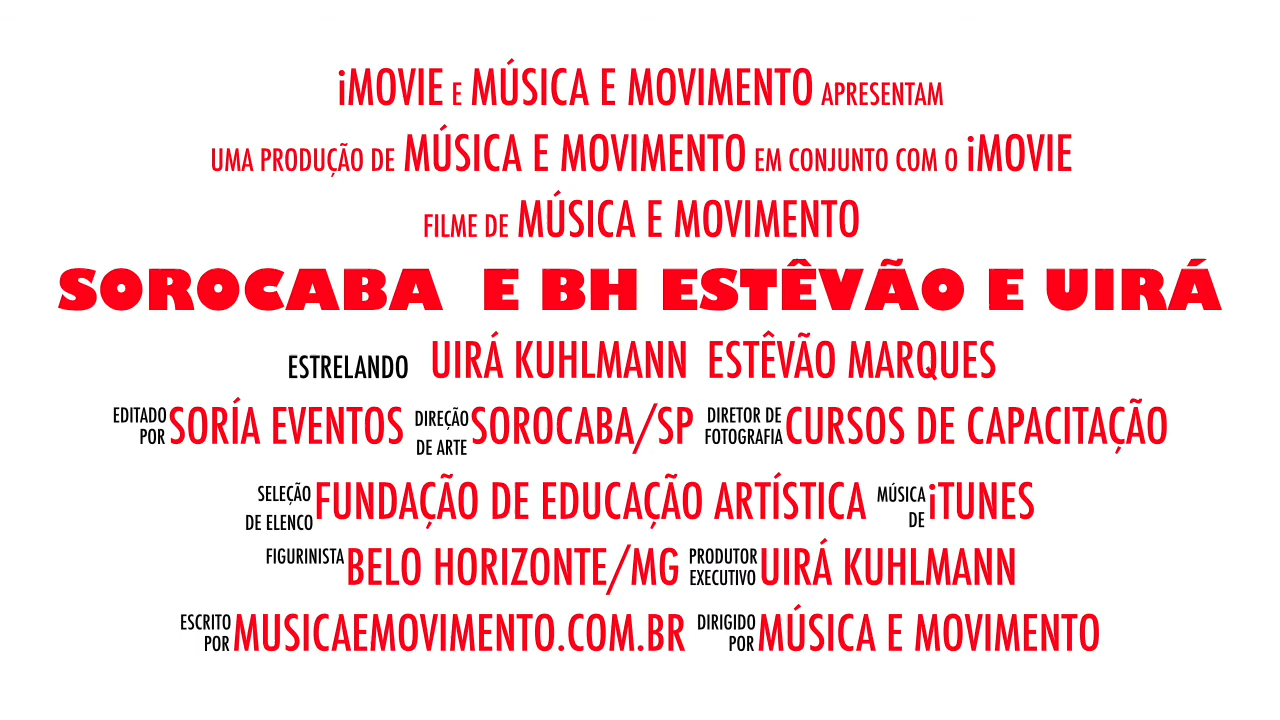 iMOVIE E MÚSICA E MOVIMENTO APRESENTAM
UMA PRODUÇÃO DE MÚSICA E MOVIMENTO EM CONJUNTO COM O iMOVIE
FILME DE MÚSICA E MOVIMENTO
SOROCABA E BH ESTÊVÃO E UIRÁ
ESTRELANDO UIRÁ KUHLMANN ESTÊVÃO MARQUES
EDITADO POR SORÍA EVENTOS DIREÇÃO DE ARTE SOROCABA/SP DIRETOR DE FOTOGRAFIA CURSOS DE CAPACITAÇÃO
SELEÇÃO DE ELENCO FUNDAÇÃO DE EDUCAÇÃO ARTÍSTICA MÚSICA DE iTUNES
FIGURINISTA BELO HORIZONTE/MG PRODUTOR EXECUTIVO UIRÁ KUHLMANN
ESCRITO POR MUSICAEMOVIMENTO.COM.BR DIRIGIDO POR MÚSICA E MOVIMENTO